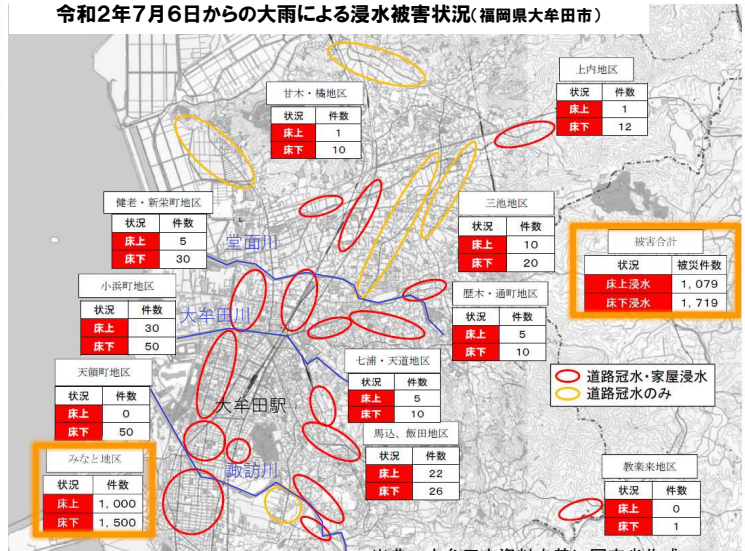 令和2年7月6日からの大雨による浸水被害状況(福岡県大牟田市)
甘木・橘地区
状況 件数
床上 1
床下 10
上内地区
状況 件数
床上 1
床下 12
健老・新栄町地区
状況 件数
床上 5
床下 30
堂面川
三池地区
状況 件数
床上 10
床下 20
被害合計
状況 被災件数
床上浸水 1,079
床下浸水 1,719
小浜町地区
状況 件数
床上 30
床下 50
大牟田川
歴木・通町地区
状況 件数
床上 5
床下 10
天領町地区
状況 件数
床上 0
床下 50
大牟田駅
七浦・天道地区
状況 件数
床上 5
床下 10
道路冠水・家屋浸水
道路冠水のみ
みなと地区
状況 件数
床上 1,000
床下 1,500
諏訪川
馬込、飯田地区
状況 件数
床上 22
床下 26
教楽来地区
状況 件数
床上 0
床下 1